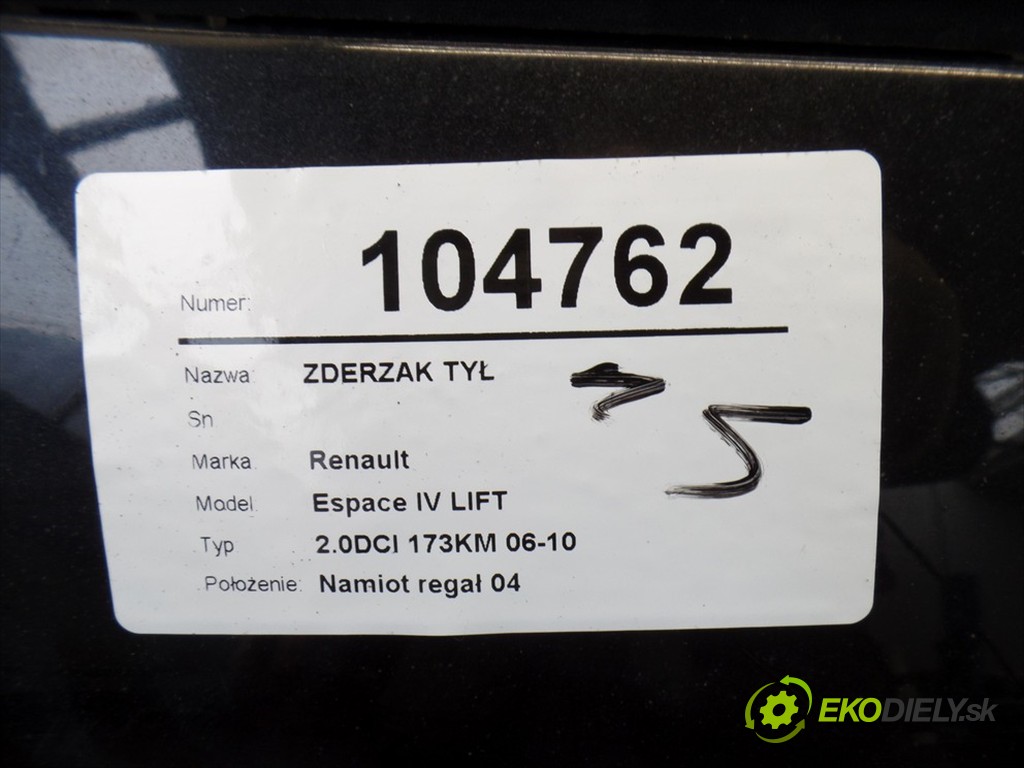 Numer: 104762
Nazwa: ZDERZAK TYŁ
Sn
Marka Renault
Model Espace IV LIFT
Typ 2.0DCI 173KM 06-10
Położenie: Namiot regał 04
EKODIELY.sk